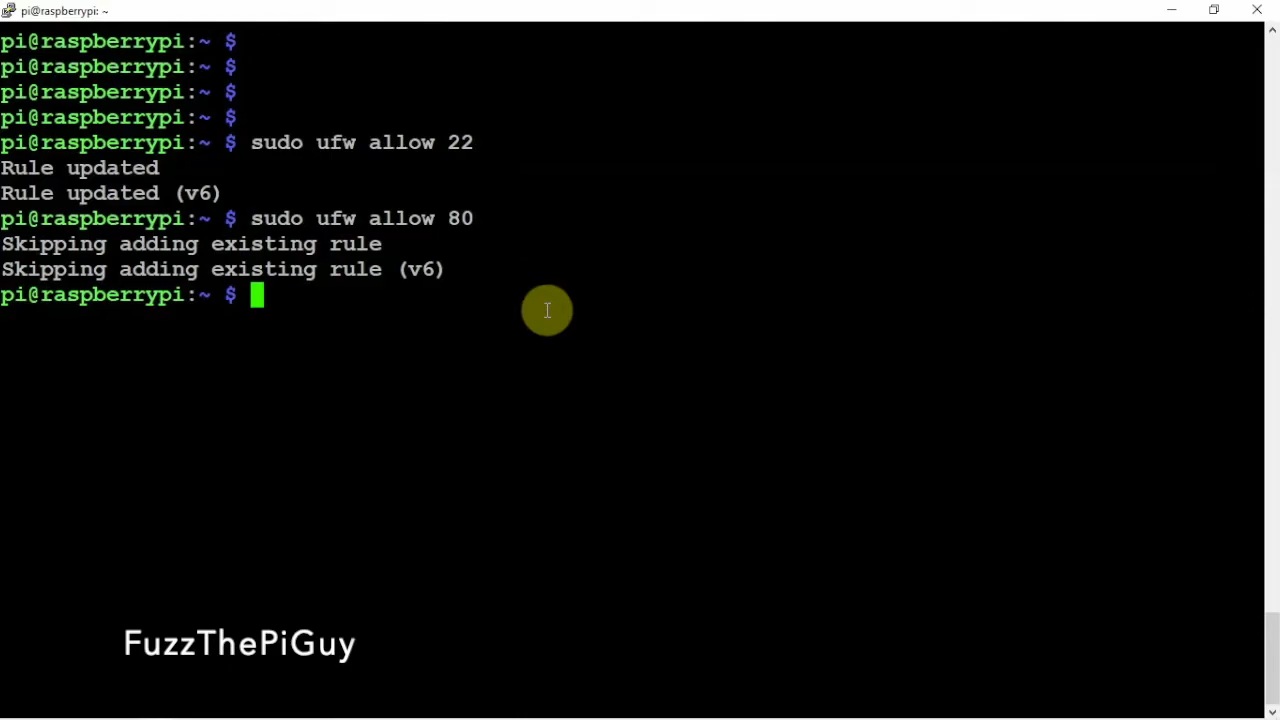 pi@raspberrypi: ~
pi@raspberrypi:~ $
pi@raspberrypi:~ $
pi@raspberrypi:~ $
pi@raspberrypi:~ $
pi@raspberrypi:~ $ sudo ufw allow 22
Rule updated
Rule updated (v6)
pi@raspberrypi:~ $ sudo ufw allow 80
Skipping adding existing rule
Skipping adding existing rule (v6)
pi@raspberrypi:~ $
FuzzThePiGuy